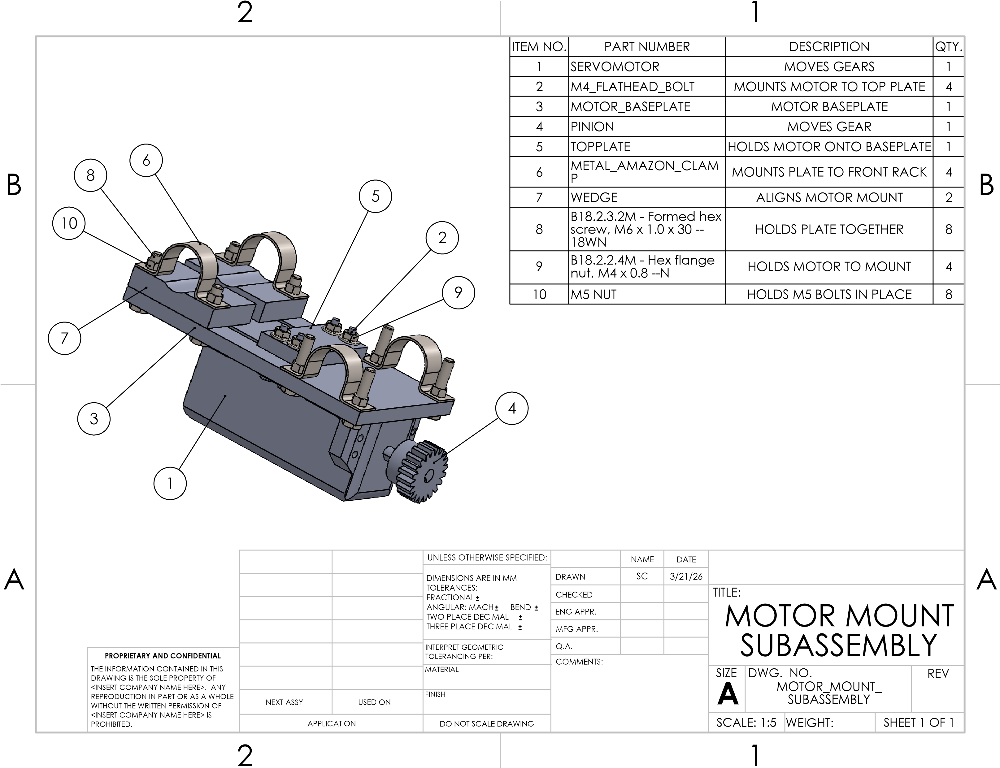 2 1
ITEM NO. PART NUMBER DESCRIPTION QTY.
1 SERVOMOTOR MOVES GEARS 1
2 M4_FLATHEAD_BOLT MOUNTS MOTOR TO TOP PLATE 4
3 MOTOR_BASEPLATE MOTOR BASEPLATE 1
4 PINION MOVES GEAR 1
5 TOPPLATE HOLDS MOTOR ONTO BASEPLATE 1
6 METAL_AMAZON_CLAM
P MOUNTS PLATE TO FRONT RACK 4
7 WEDGE ALIGNS MOTOR MOUNT 2
8 B18.2.3.2M - Formed hex
screw, M6 x 1.0 x 30 --
18WN HOLDS PLATE TOGETHER 8
9 B18.2.2.4M - Hex flange
nut, M4 x 0.8 --N HOLDS MOTOR TO MOUNT 4
10 M5 NUT HOLDS M5 BOLTS IN PLACE 8
B B
6
8
5
10
2
9
7
4
3
1
A A
UNLESS OTHERWISE SPECIFIED:
DIMENSIONS ARE IN MM
TOLERANCES:
FRACTIONAL ±
ANGULAR: MACH ± BEND ±
TWO PLACE DECIMAL ±
THREE PLACE DECIMAL ±
INTERPRET GEOMETRIC
TOLERANCING PER:
MATERIAL
FINISH
DO NOT SCALE DRAWING
NAME DATE
DRAWN SC 3/21/26
CHECKED
ENG APPR.
MFG APPR.
Q.A.
COMMENTS:
TITLE:
MOTOR MOUNT
SUBASSEMBLY
SIZE DWG. NO. REV
A MOTOR_MOUNT_
SUBASSEMBLY
SCALE: 1:5 WEIGHT: SHEET 1 OF 1
PROPRIETARY AND CONFIDENTIAL
THE INFORMATION CONTAINED IN THIS
DRAWING IS THE SOLE PROPERTY OF
<INSERT COMPANY NAME HERE>. ANY
REPRODUCTION IN PART OR AS A WHOLE
WITHOUT THE WRITTEN PERMISSION OF
<INSERT COMPANY NAME HERE> IS
PROHIBITED.
NEXT ASSY USED ON
APPLICATION
2 1